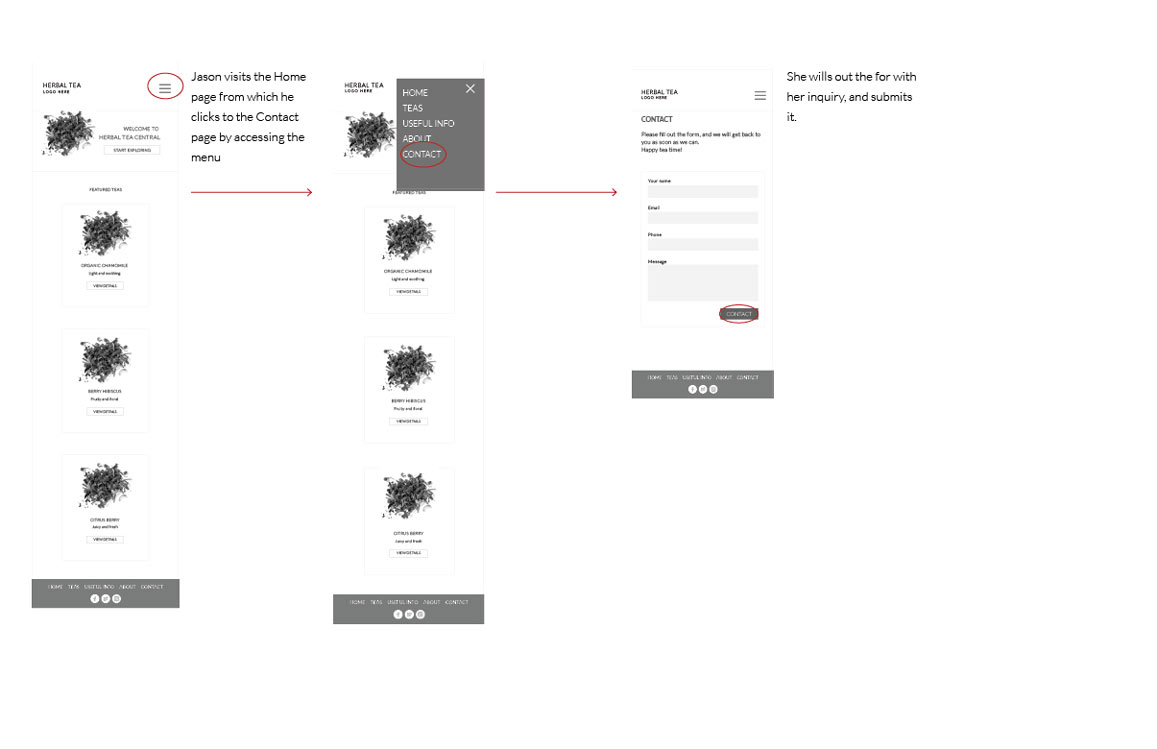 HERBAL TEA
LOGO HERE
WELCOME TO
HERBAL TEA CENTRAL
START EXPLORING
FEATURED TEAS
ORGANIC CHAMOMILE
Light and soothing
VIEW DETAILS
BERRY HIBISCUS
Fruity and floral
VIEW DETAILS
CITRUS BERRY
Juicy and fresh
VIEW DETAILS
HOME TEAS USEFUL INFO ABOUT CONTACT
Jason visits the Home
page from which he
clicks to the Contact
page by accessing the
menu
HERBAL TEA
LOGO HERE
HOME
TEAS
USEFUL INFO
ABOUT
CONTACT
FEATURED TEAS
ORGANIC CHAMOMILE
Light and soothing
VIEW DETAILS
BERRY HIBISCUS
Fruity and floral
VIEW DETAILS
CITRUS BERRY
Juicy and fresh
VIEW DETAILS
HOME TEAS USEFUL INFO ABOUT CONTACT
HERBAL TEA
LOGO HERE
CONTACT
Please fill out the form, and we will get back to
you as soon as we can.
Happy tea time!
Your name
Email
Phone
Message
CONTACT
HOME TEAS USEFUL INFO ABOUT CONTACT
She wills out the for with
her inquiry, and submits
it.